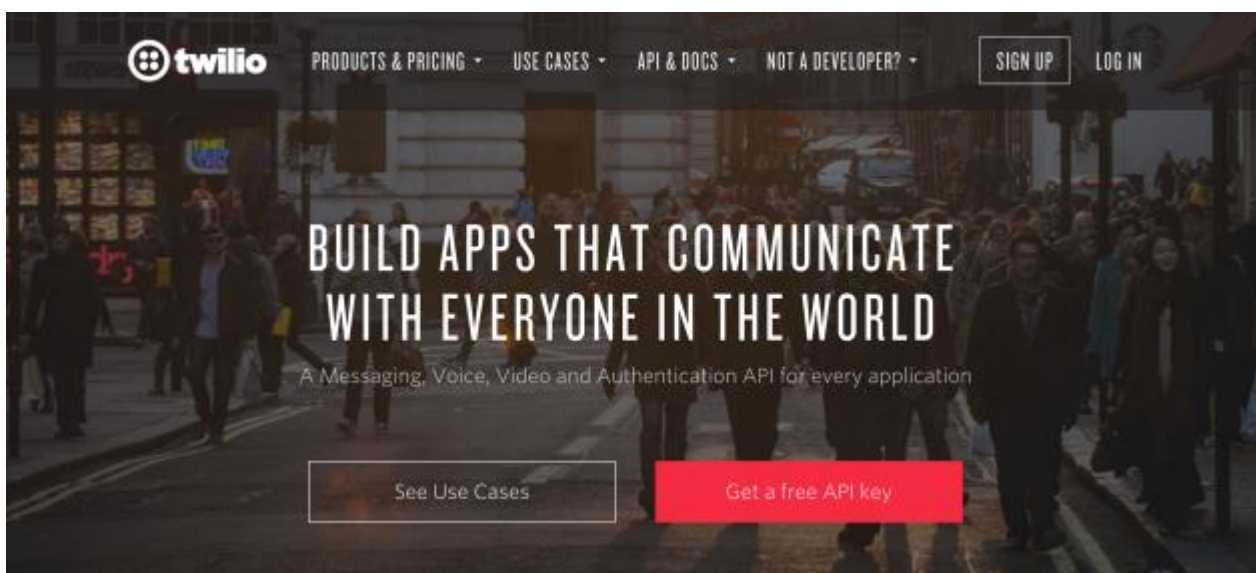 twilio
PRODUCTS & PRICING
USE CASES
API & DOCS
NOT A DEVELOPER?
SIGN UP
LOG IN
BUILD APPS THAT COMMUNICATE
WITH EVERYONE IN THE WORLD
A Messaging, Voice, Video and Authentication API for every application
See Use Cases
Get a free API key